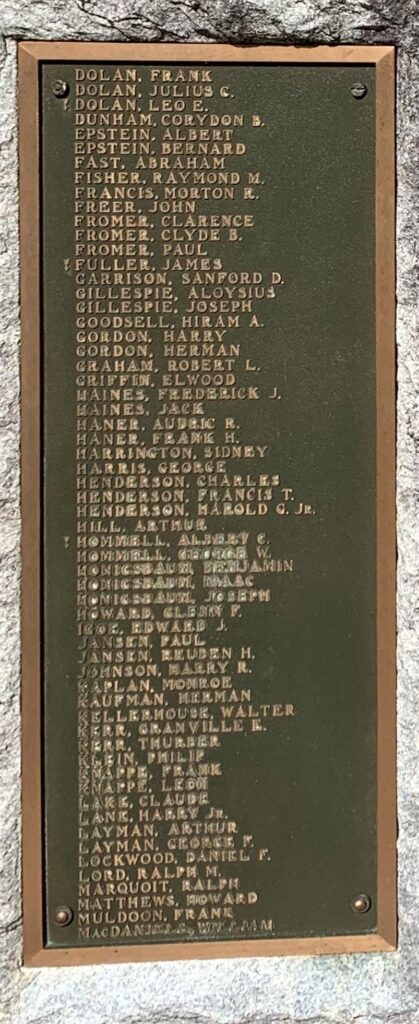 DOLAN, FRANK
DOLAN, JULIUS C.
DOLAN, LEO E.
DUNHAM, CORYDON B.
EPSTEIN, ALBERT
EPSTEIN, BERNARD
FAST, ABRAHAM
FISHER, RAYMOND M.
FRANCIS, MORTON R.
FREER, JOHN
FROMER, CLARENCE
FROMER, CLYDE B.
FROMER, PAUL
FULLER, JAMES
GARRISON, SANFORD D.
GILLESPIE, ALOYSIUS
GILLESPIE, JOSEPH
GOODSELL, HIRAM A.
GORDON, HARRY
GORDON, HERMAN
GRAHAM, ROBERT L.
GRIFFIN, ELWOOD
HAINES, FREDERICK J.
HAINES, JACK
HANER, AUDRIC R.
HANER, FRANK H.
HARRINGTON, SIDNEY
HARRIS, GEORGE
HENDERSON, CHARLES
HENDERSON, FRANCIS T.
HENDERSON, HAROLD G. Jr.
HILL, ARTHUR
HOMMELL, ALBERT C.
HOMMELL, GEORGE W.
HONIGSBAUM, BENJAMIN
HONIGSBAUM, ISAAC
HONIGSBAUM, JOSEPH
HOWARD, GLENN F.
IGOE, EDWARD J.
JANSEN, PAUL
JANSEN, REUBEN H.
JOHNSON, HARRY R.
KAPLAN, MONROE
KAUFMAN, HERMAN
KELLERHOUSE, WALTER
KERR, GRANVILLE E.
KERR, THURBER
KLEIN, PHILIP
KNAPPE, FRANK
KNAPPE, LEON
LAKE, CLAUDE
LANE, HARRY Jr.
LAYMAN, ARTHUR
LAYMAN, GEORGE F.
LOCKWOOD, DANIEL F.
LORD, RALPH M.
MARQUOIT, RALPH
MATTHEWS, HOWARD
MULDOON, FRANK
MACDANIELS, WILLIAM